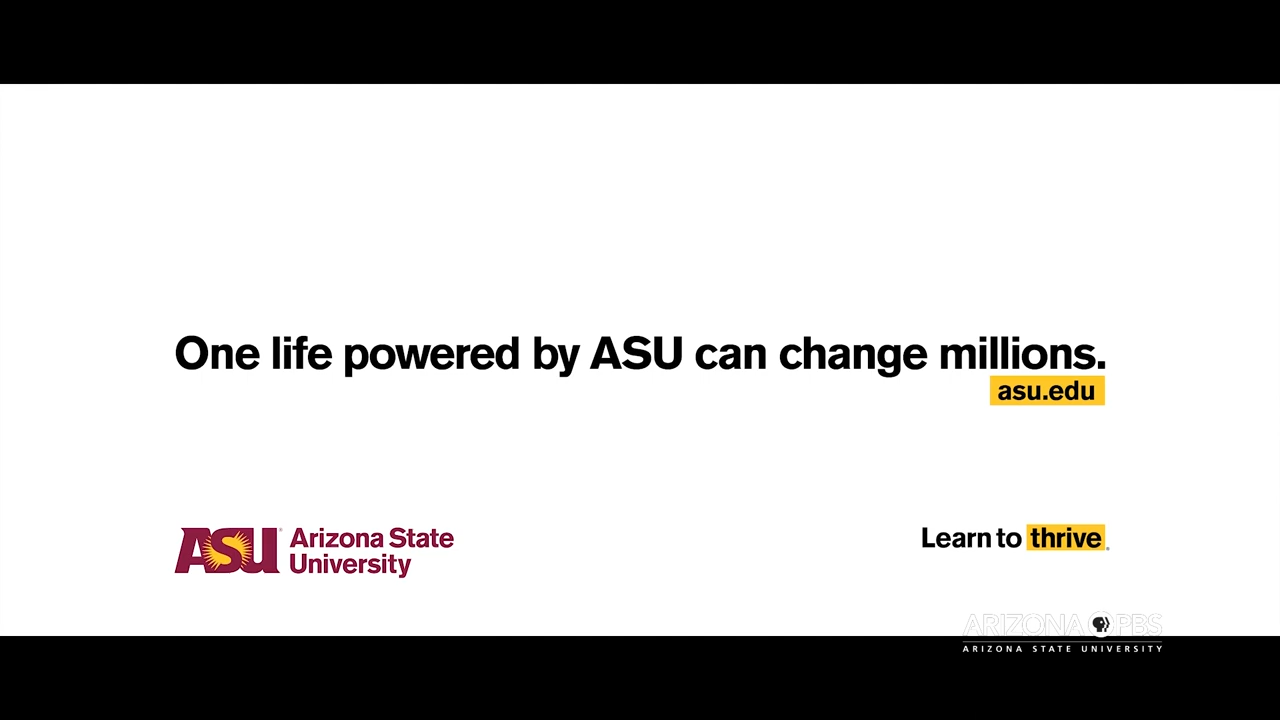 One life powered by ASU can change millions.
asu.edu
ASU® Arizona State
University
Learn to thrive®
ARIZONA PBS
ARIZONA STATE UNIVERSITY